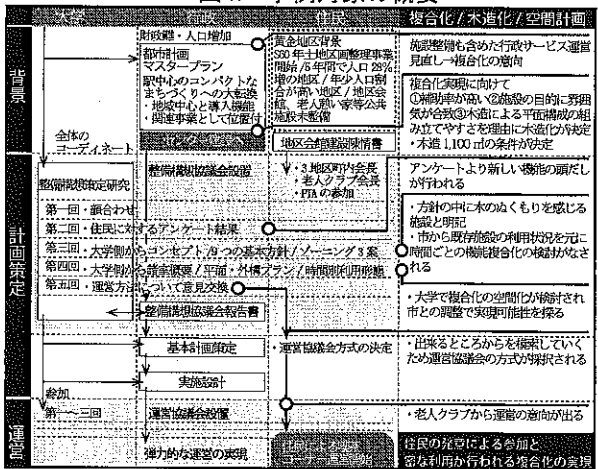 大学
行政
住民
複合化/木造化/空間計画
背景
計画策定
運営
財政難・人口増加
都市計画
マスタープラン
駅中心のコンパクトな
まちづくりへの大転換
・地域中心と導入機能
・関連事業として位置付
黄金地区背景
S60年土地区画整理事業
開始/5年間で人口28%
増の地区/年少人口割
合が高い地区/地区会
館、老人憩い家等公共
施設未整備
施設整備も含めた行政サービス運営
見直し→複合化の意向
複合化実現に向けて
①補助率が高い②施設の目的に雰囲
気が合致③木造による平面構成の組
み立てやすさを理由に木造化が決定
・木造1,100㎡の条件が決定
全体の
コーディネート
地区会館建設陳情書
整備構想策定研究
整備構想協議会設置
・3地区町内会長
老人クラブ会長
・PTAの参加
アンケートより新しい機能の頭だし
が行われる
第一回・顔合わせ
第二回・住民に対するアンケート結果
第三回・大学側からコンセプト/9つの基本方針/ゾーニング3案
第四回・大学側から諸室概要/平面・外構プラン/時間別利用形態
第五回・運営方法について意見交換
・方針の中に木のぬくもりを感じる
施設と明記
・市から既存施設の利用状況を元に
時間ごとの機能複合化の検討がなさ
れる
・大学で複合化の空間化が検討され
市との調整で実現可能性を探る
整備構想協議会報告書
基本計画策定
・運営協議会方式の決定
・出来るところからを模索していく
ため運営協議会の方式が採択される
実施設計
参加
第一〜三回
運営協議会設置
・老人クラブから運営の意向が出る
弾力的な運営の実現
住民の発意による参加と
密な利用が行われる複合化の実現